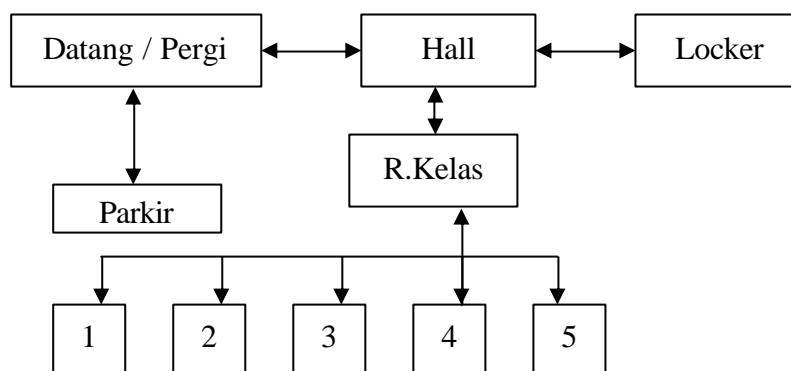 Datang / Pergi
Hall
Locker
R.Kelas
Parkir
1
2
3
4
5